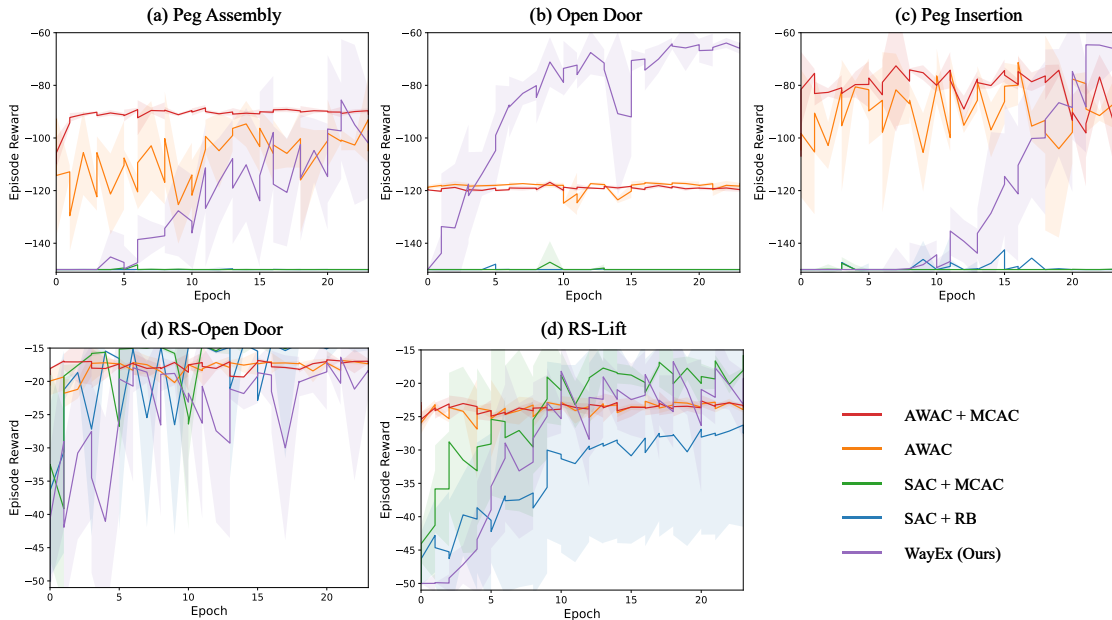 (a) Peg Assembly
(b) Open Door
(c) Peg Insertion
Episode Reward
−60
−80
−100
−120
−140
0
5
10
15
20
Epoch
Episode Reward
−60
−80
−100
−120
−140
0
5
10
15
20
Epoch
Episode Reward
−60
−80
−100
−120
−140
0
5
10
15
20
Epoch
(d) RS-Open Door
(d) RS-Lift
Episode Reward
−15
−20
−25
−30
−35
−40
−45
−50
0
5
10
15
20
Epoch
Episode Reward
−15
−20
−25
−30
−35
−40
−45
−50
0
5
10
15
20
Epoch
AWAC + MCAC
AWAC
SAC + MCAC
SAC + RB
WayEx (Ours)